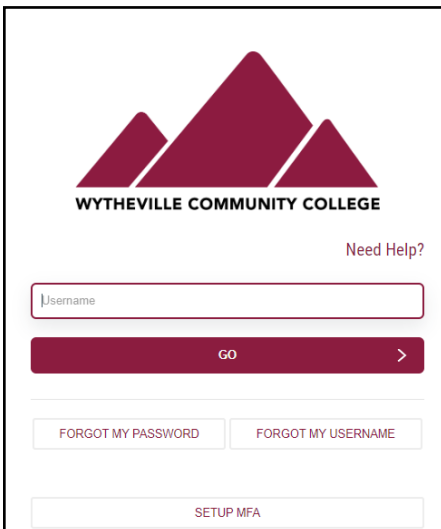 WYTHEVILLE COMMUNITY COLLEGE
Need Help?
Username
GO
FORGOT MY PASSWORD FORGOT MY USERNAME
SETUP MFA